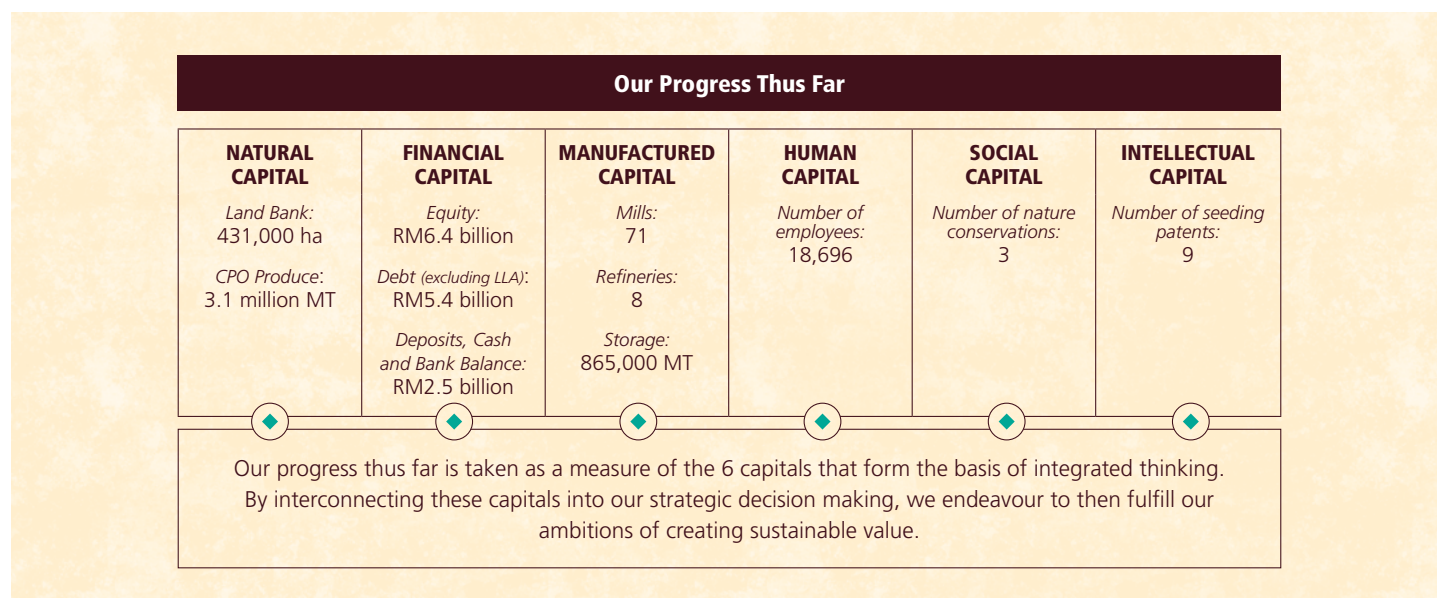 Our Progress Thus Far
NATURAL
CAPITAL
Land Bank:
431,000 ha
CPO Produce:
3.1 million MT
FINANCIAL
CAPITAL
Equity:
RM6.4 billion
Debt (excluding LLA):
RM5.4 billion
Deposits, Cash
and Bank Balance:
RM2.5 billion
MANUFACTURED
CAPITAL
Mills:
71
Refineries:
8
Storage:
865,000 MT
HUMAN
CAPITAL
Number of
employees:
18,696
SOCIAL
CAPITAL
Number of nature
conservations:
3
INTELLECTUAL
CAPITAL
Number of seeding
patents:
9
Our progress thus far is taken as a measure of the 6 capitals that form the basis of integrated thinking.
By interconnecting these capitals into our strategic decision making, we endeavour to then fulfill our
ambitions of creating sustainable value.